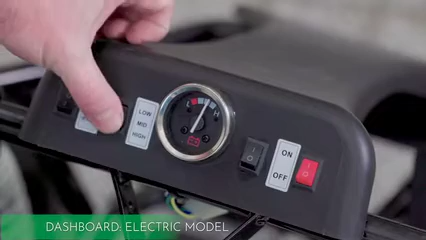 LOW
MID
HIGH
ON
OFF
DASHBOARD: ELECTRIC MODEL